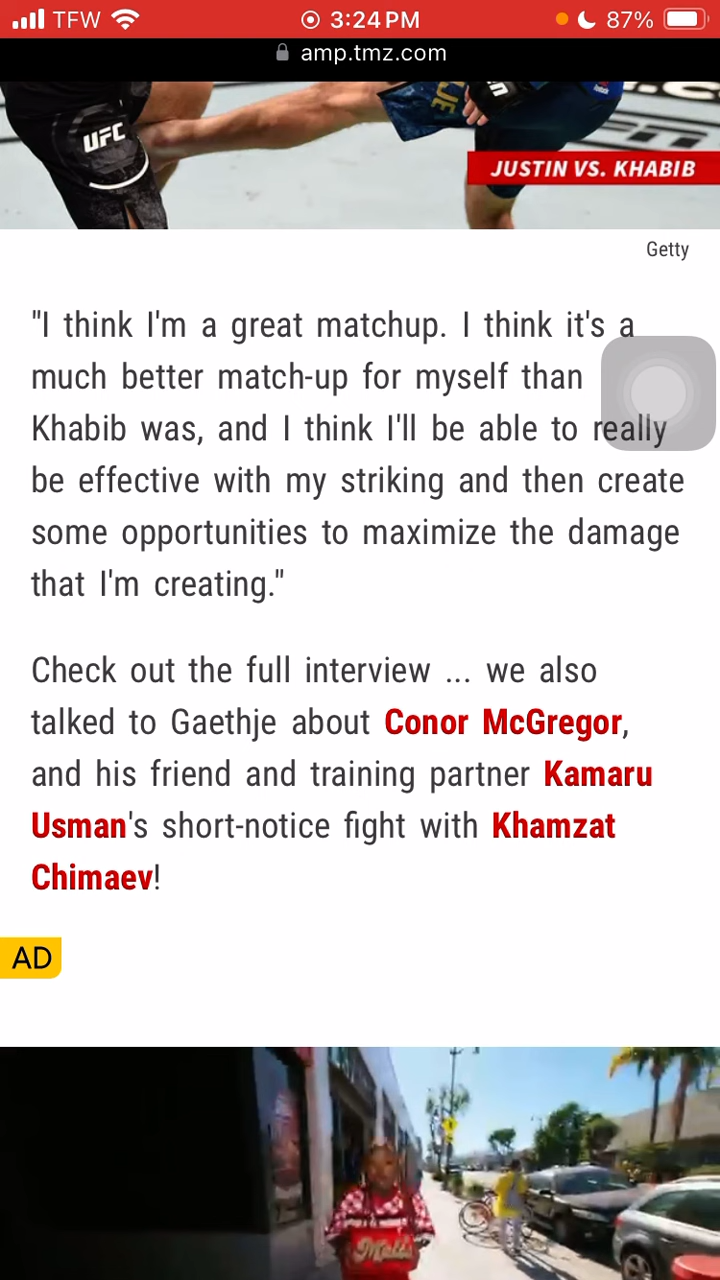 TFW 3:24 PM 87%
amp.tmz.com
UFC
JUSTIN VS. KHABIB
Getty
"I think I'm a great matchup. I think it's a
much better match-up for myself than
Khabib was, and I think I'll be able to really
be effective with my striking and then create
some opportunities to maximize the damage
that I'm creating."
Check out the full interview ... we also
talked to Gaethje about Conor McGregor,
and his friend and training partner Kamaru
Usman's short-notice fight with Khamzat
Chimaev!
AD